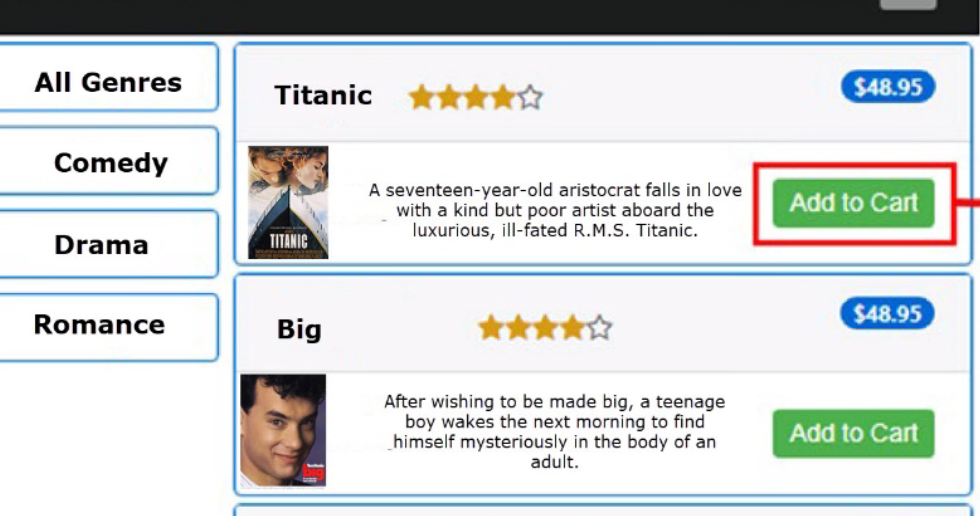 All Genres
Comedy
Drama
Romance
Titanic
$48.95
TITANIC
A seventeen-year-old aristocrat falls in love
with a kind but poor artist aboard the
luxurious, ill-fated R.M.S. Titanic.
Add to Cart
Big
$48.95
big
After wishing to be made big, a teenage
boy wakes the next morning to find
himself mysteriously in the body of an
adult.
Add to Cart